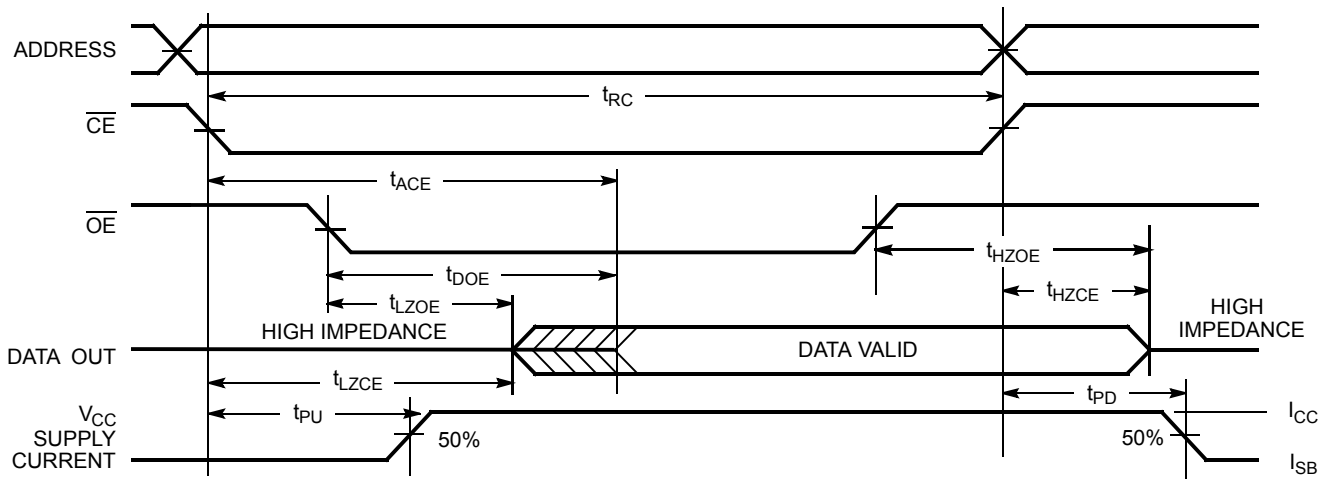 ADDRESS
tRC
CE
tACE
OE
tHZOE
tDOE
tLZOE
tHZCE
HIGH IMPEDANCE
HIGH
IMPEDANCE
DATA OUT
DATA VALID
tLZCE
tPU
tPD
VCC
SUPPLY
CURRENT
50%
50%
ICC
ISB